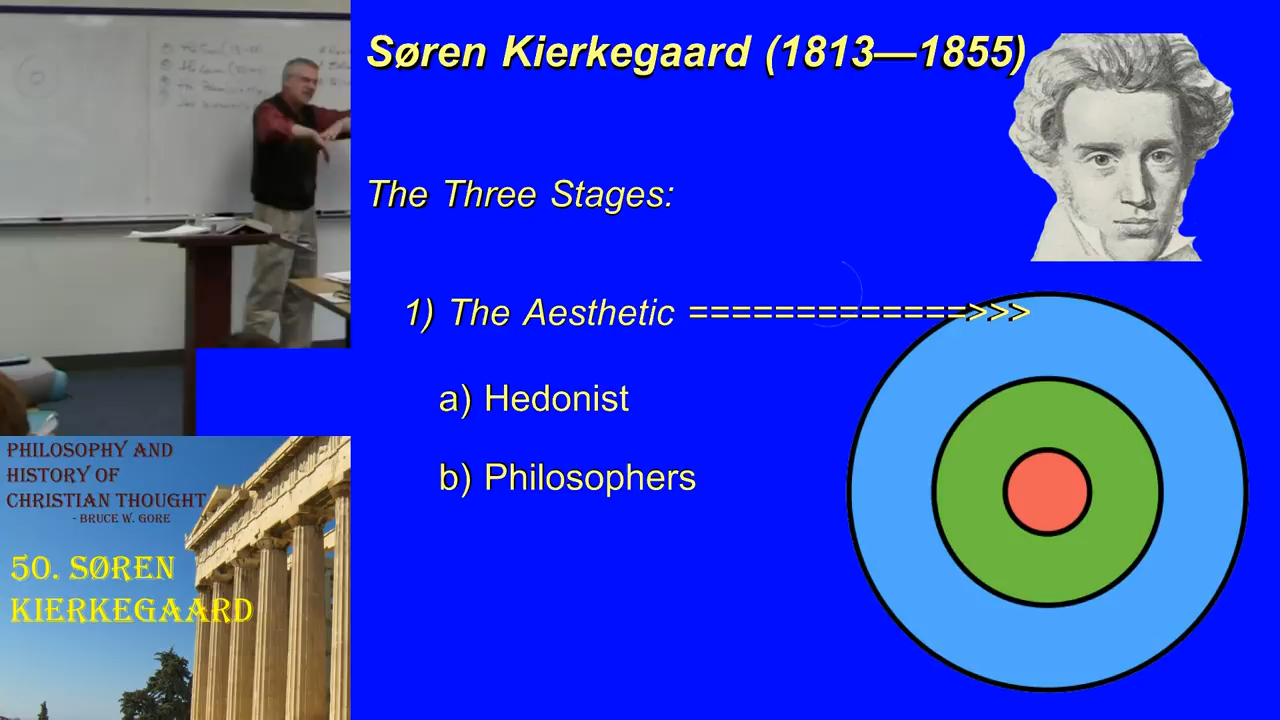 Søren Kierkegaard (1813—1855)
The Three Stages:
1) The Aesthetic =============>>>
a) Hedonist
b) Philosophers
PHILOSOPHY AND
HISTORY OF
CHRISTIAN THOUGHT
- BRUCE W. GORE
50. SØREN
KIERKEGAARD